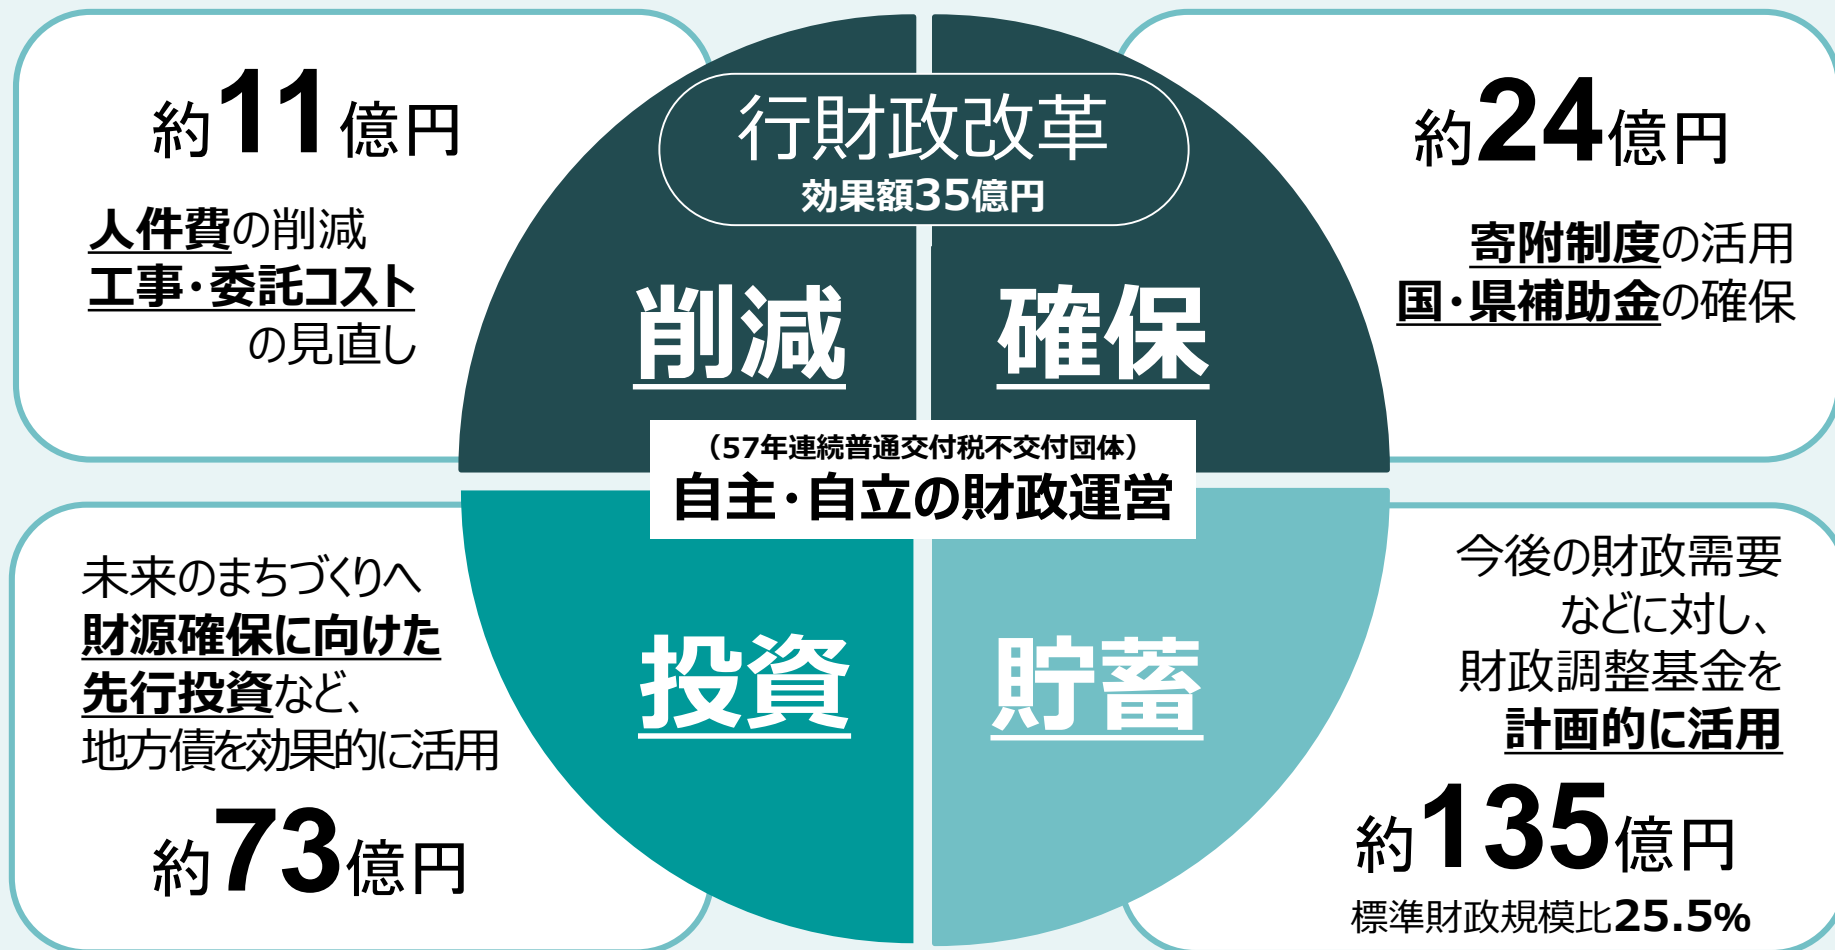 約11億円
人件費の削減
工事・委託コスト
の見直し
行財政改革
効果額35億円
削減
確保
約24億円
寄附制度の活用
国・県補助金の確保
（57年連続普通交付税不交付団体）
自主・自立の財政運営
未来のまちづくりへ
財源確保に向けた
先行投資など、
地方債を効果的に活用
約73億円
投資
貯蓄
今後の財政需要
などに対し、
財政調整基金を
計画的に活用
約135億円
標準財政規模比25.5%